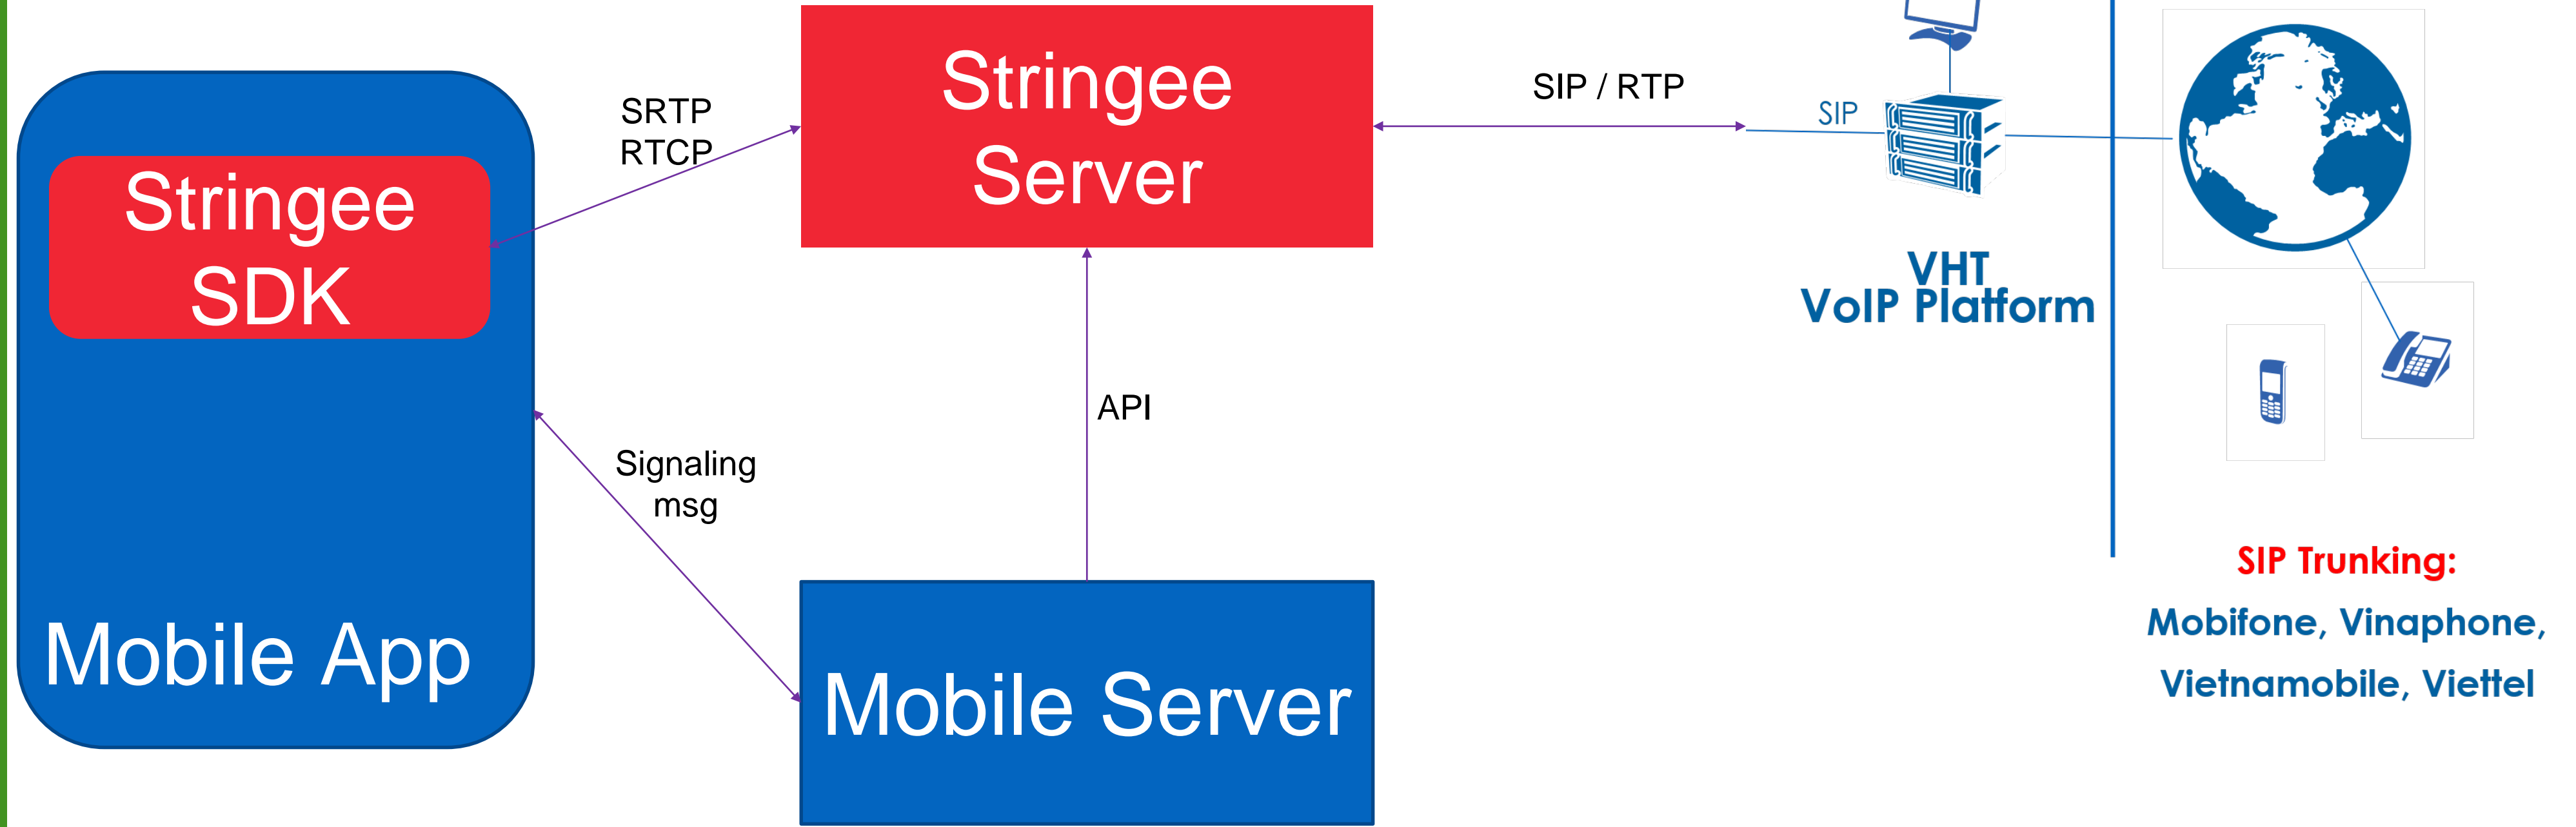 Stringee
SDK
Mobile App
SRTP
RTCP
Signaling
msg
Stringee
Server
API
Mobile Server
SIP / RTP
SIP
VHT
VoIP Platform
SIP Trunking:
Mobifone, Vinaphone,
Vietnamobile, Viettel